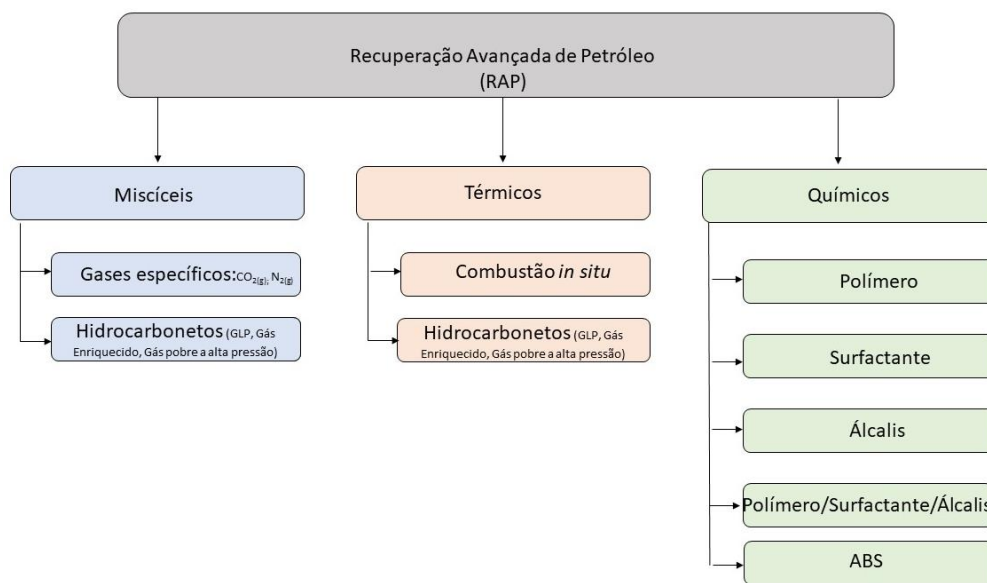 Recuperação Avançada de Petróleo
(RAP)
Miscíceis
Térmicos
Químicos
Gases específicos:CO2(g), N2(g)
Hidrocarbonetos (GLP, Gás
Enriquecido, Gás pobre a alta pressão)
Combustão in situ
Hidrocarbonetos (GLP, Gás
Enriquecido, Gás pobre a alta pressão)
Polímero
Surfactante
Álcalis
Polímero/Surfactante/Álcalis
ABS